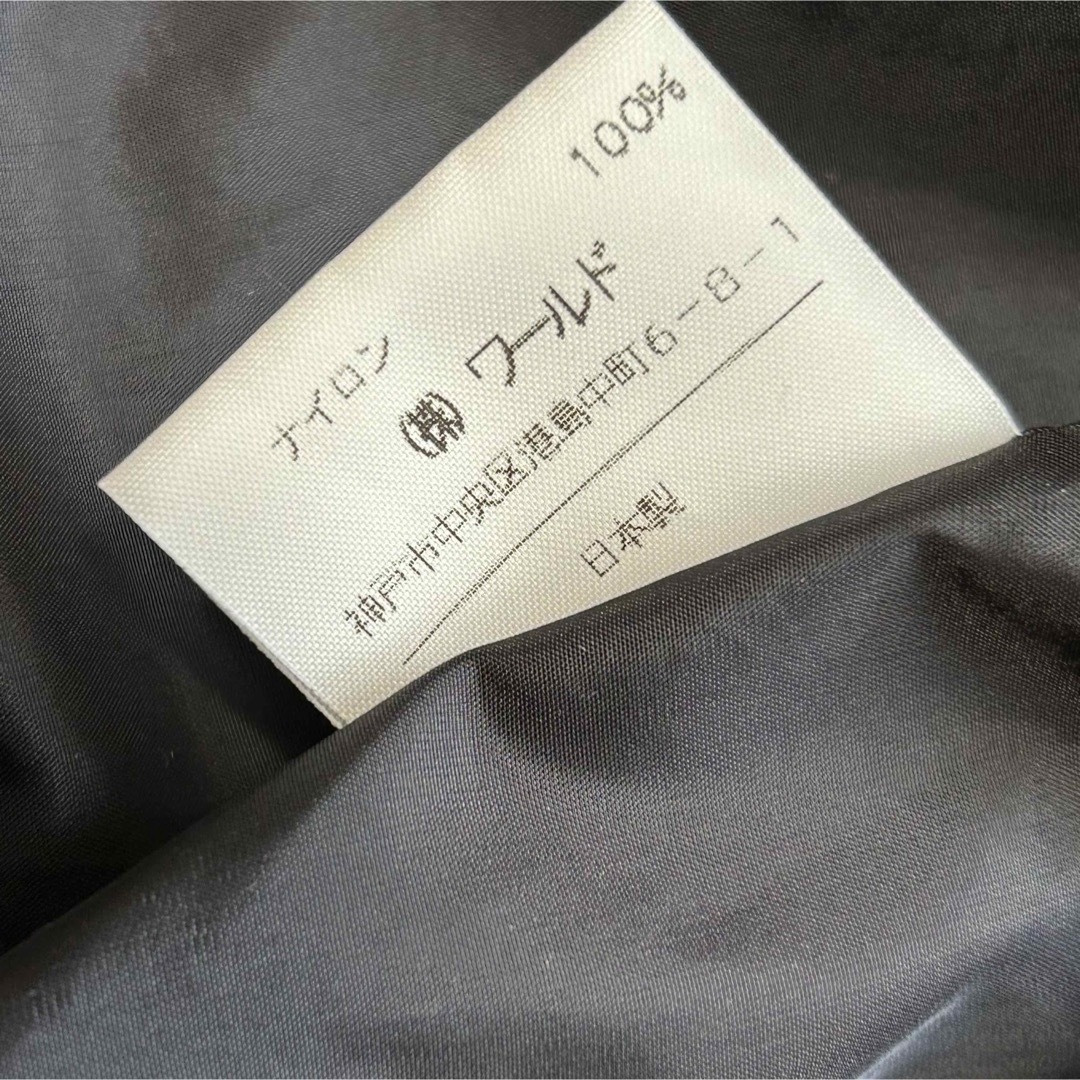 ナイロン 100%
㈱ ワールド
神戸市中央区港島中町6-8-1
日本製